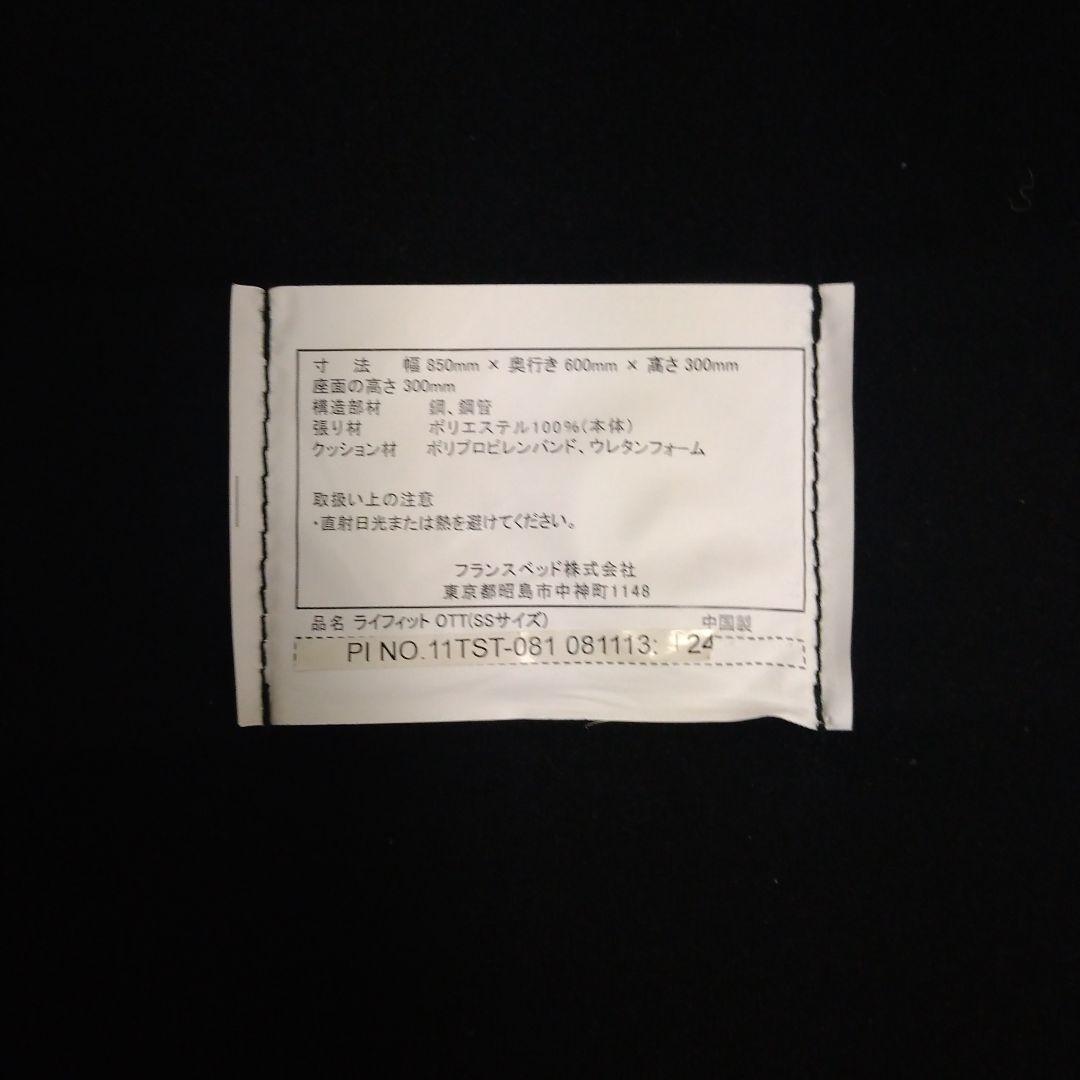 寸　法　　幅 850mm × 奥行き 600mm × 高さ 300mm
座面の高さ 300mm
構造部材　　鋼、鋼管
張り材　　ポリエステル100%(本体)
クッション材　ポリプロピレンバンド、ウレタンフォーム
取扱い上の注意
・直射日光または熱を避けてください。
フランスベッド株式会社
東京都昭島市中神町1148
品名 ライフィット OTT(SSサイズ)　中国製
PI NO.11TST-081 081113: 24